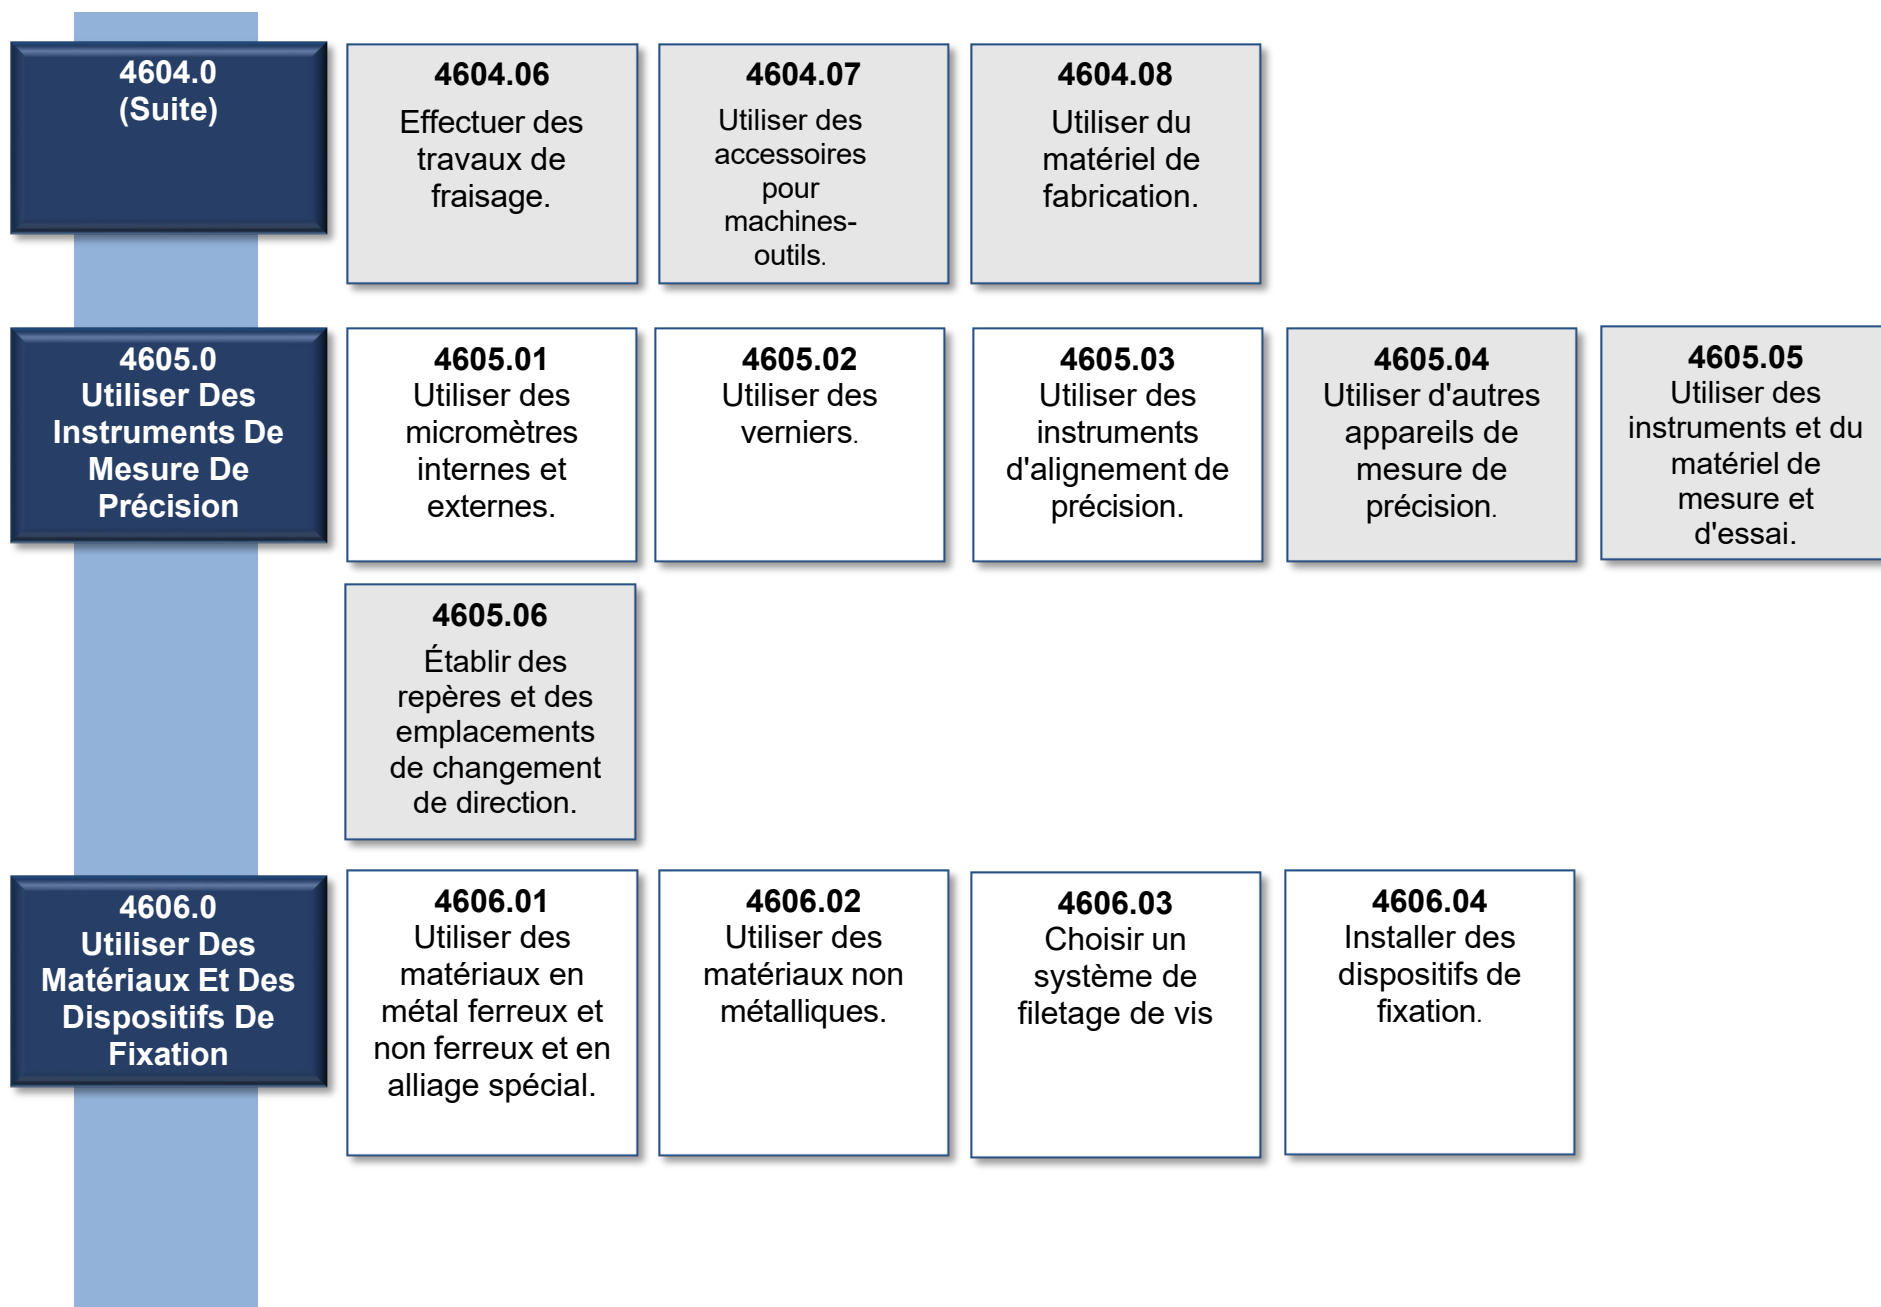 4604.0
(Suite)
4604.06
Effectuer des
travaux de
fraisage.
4604.07
Utiliser des
accessoires
pour
machines-
outils.
4604.08
Utiliser du
matériel de
fabrication.
4605.0
Utiliser Des
Instruments De
Mesure De
Précision
4605.01
Utiliser des
micromètres
internes et
externes.
4605.02
Utiliser des
verniers.
4605.03
Utiliser des
instruments
d'alignement de
précision.
4605.04
Utiliser d'autres
appareils de
mesure de
précision.
4605.05
Utiliser des
instruments et du
matériel de
mesure et
d'essai.
4605.06
Établir des
repères et des
emplacements
de changement
de direction.
4606.0
Utiliser Des
Matériaux Et Des
Dispositifs De
Fixation
4606.01
Utiliser des
matériaux en
métal ferreux et
non ferreux et en
alliage spécial.
4606.02
Utiliser des
matériaux non
métalliques.
4606.03
Choisir un
système de
filetage de vis
4606.04
Installer des
dispositifs de
fixation.